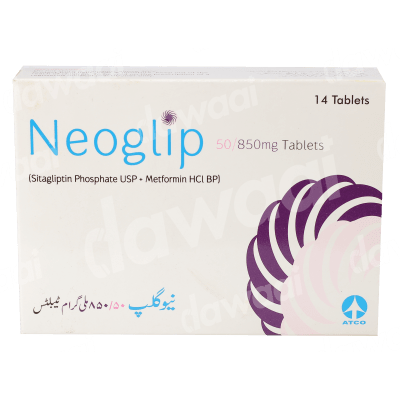 14 Tablets
Neoglip 50/850mg Tablets
(Sitagliptin Phosphate USP + Metformin HCl BP)
نیوگلپ ۸۵۰/۵۰ ملی گرام ٹیبلٹس
ATCO
dawaai